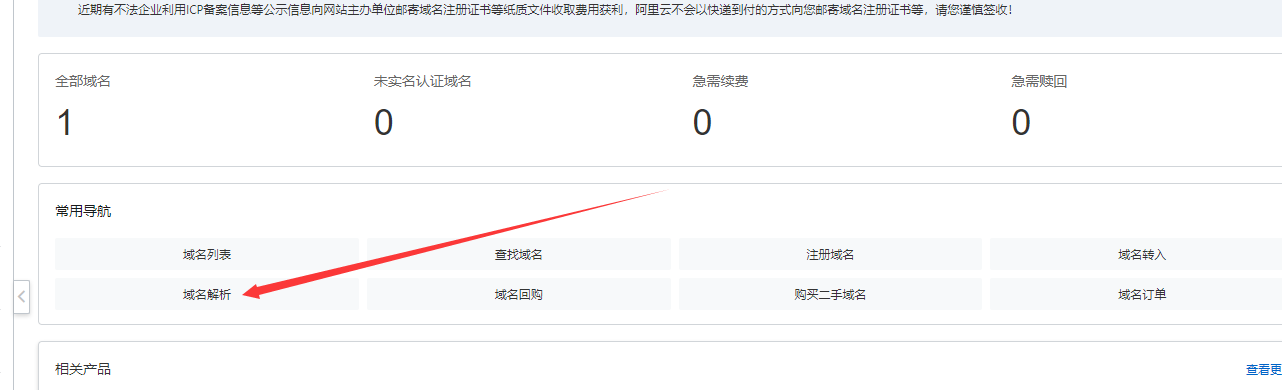 近期有不法企业利用ICP备案信息等公示信息向网站主办单位邮寄域名注册证书等纸质文件收取费用获利，阿里云不会以快递到付的方式向您邮寄域名注册证书等，请您谨慎签收！
全部域名 未实名认证域名 急需续费 急需赎回
1 0 0 0
常用导航
域名列表 查找域名 注册域名 域名转入
域名解析 域名回购 购买二手域名 域名订单
相关产品 查看更